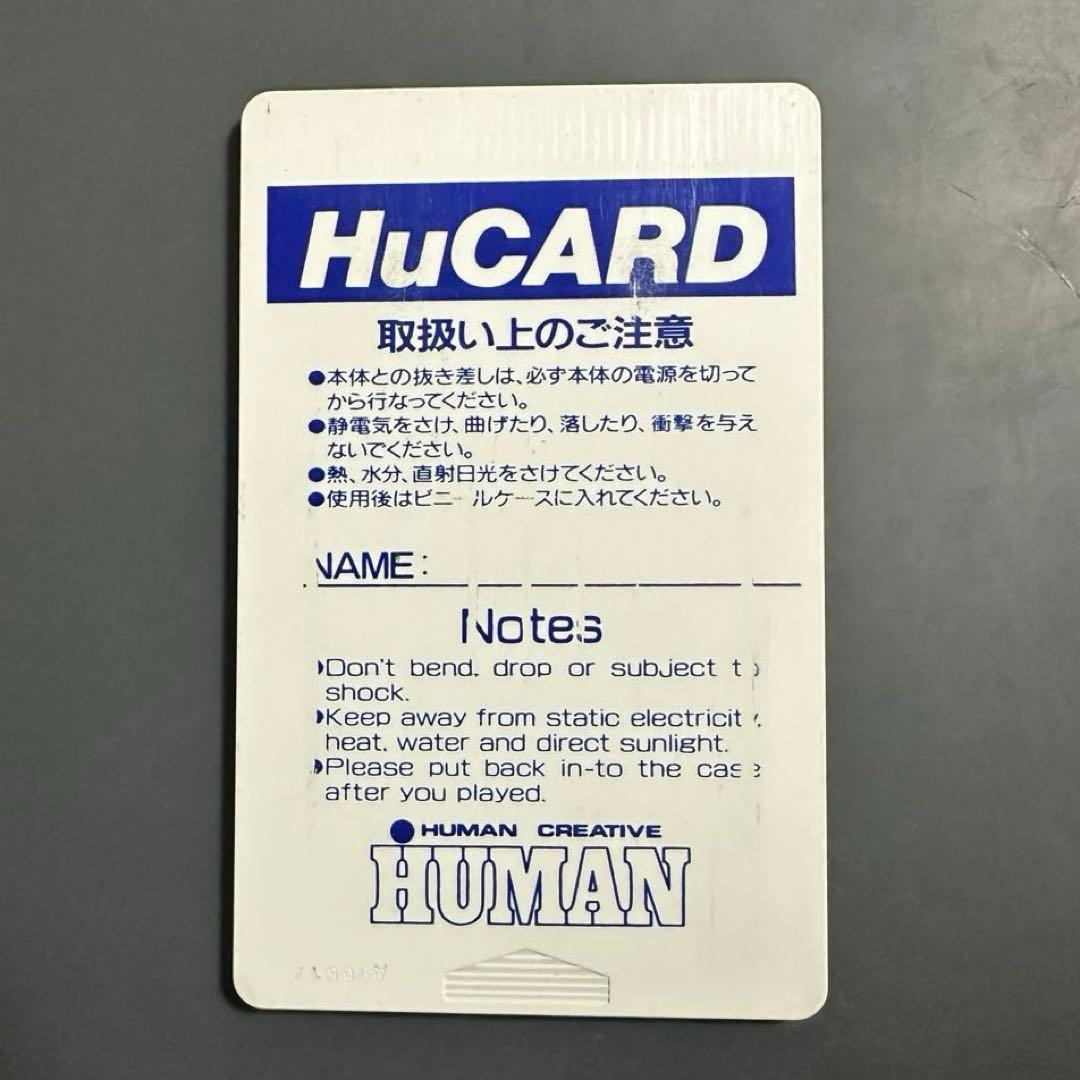 HuCARD
取扱い上のご注意
●本体との抜き差しは、必ず本体の電源を切って
から行なってください。
●静電気をさけ、曲げたり、落したり、衝撃を与え
ないでください。
●熱、水分、直射日光をさけてください。
●使用後はビニールケースに入れてください。
NAME:
Notes
●Don't bend, drop or subject to
shock.
●Keep away from static electricity,
heat, water and direct sunlight.
●Please put back in-to the case
after you played.
HUMAN CREATIVE
HUMAN